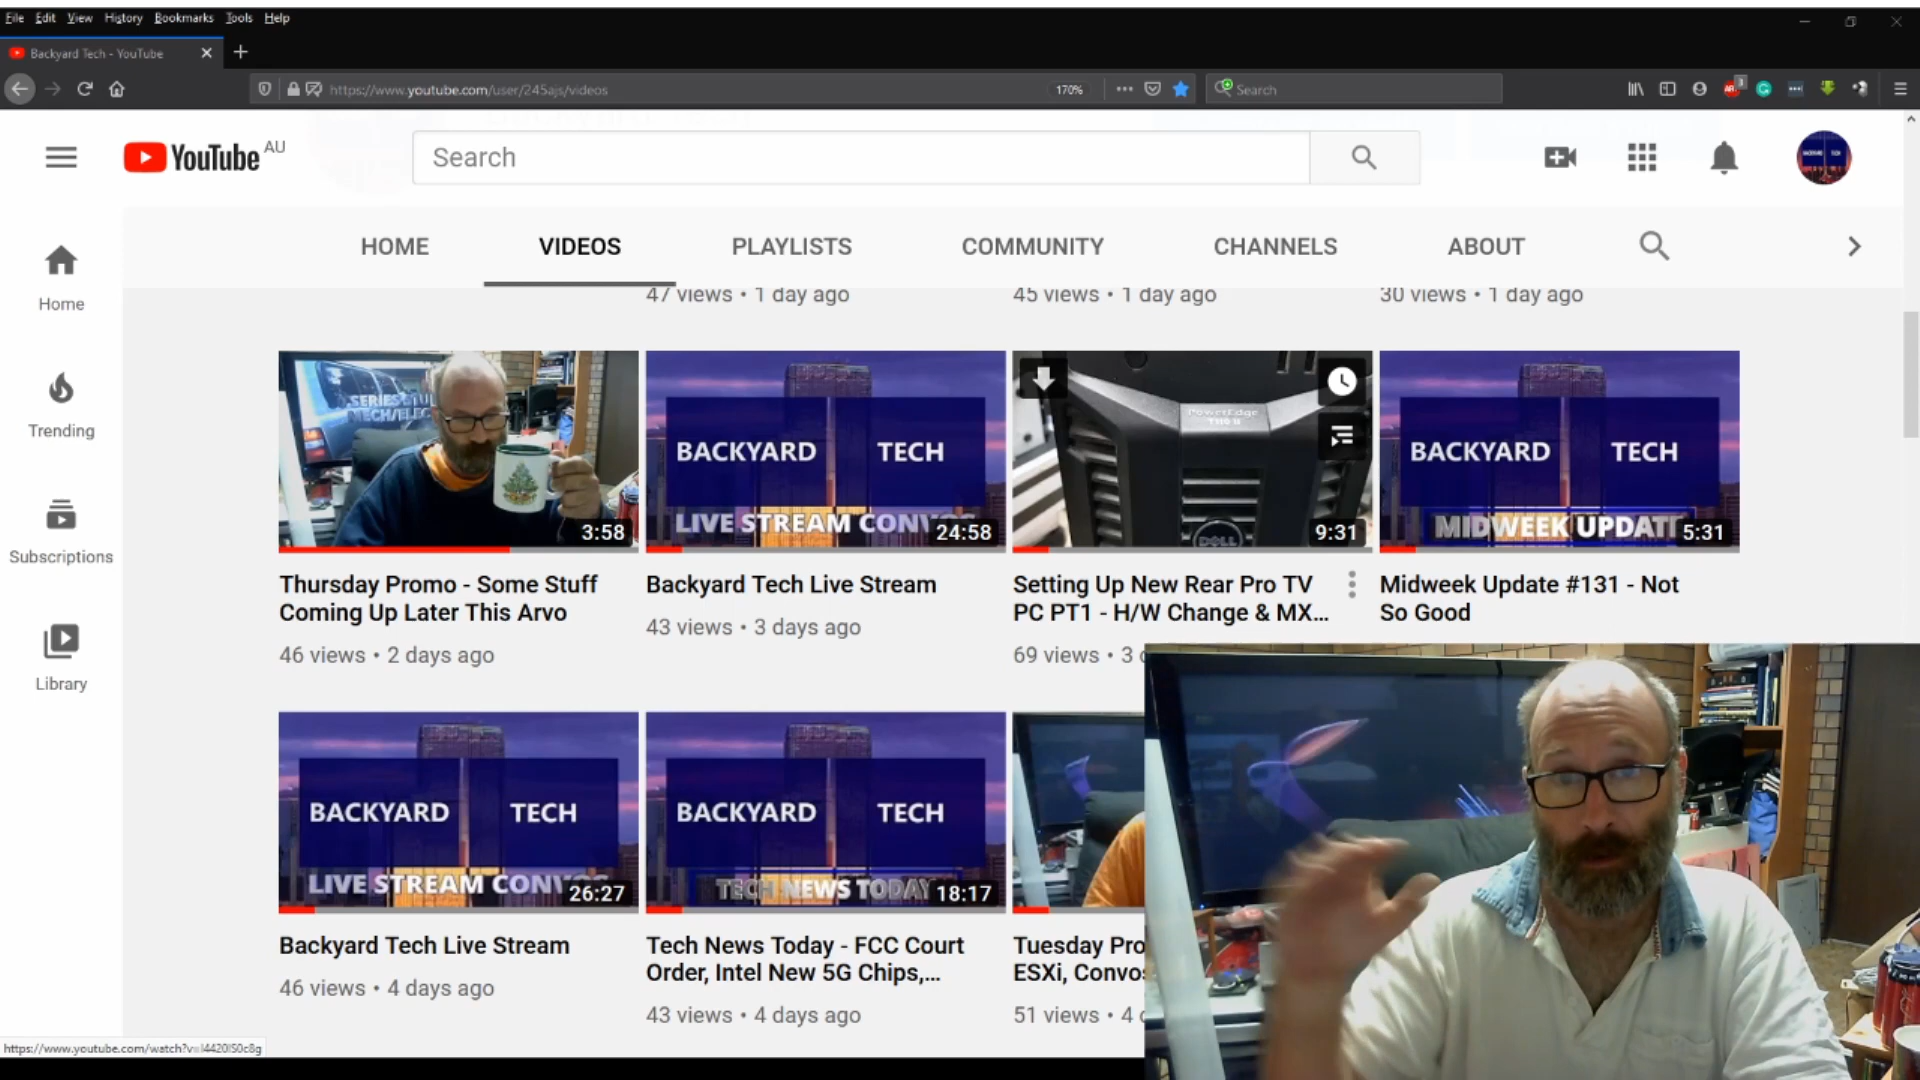 File Edit View History Bookmarks Tools Help
Backyard Tech - YouTube
https://www.youtube.com/user/245ajs/videos
170%
Search
3
YouTube AU
Search
HOME VIDEOS PLAYLISTS COMMUNITY CHANNELS ABOUT
Home
Trending
Subscriptions
Library
47 views • 1 day ago
45 views • 1 day ago
30 views • 1 day ago
3:58
BACKYARD TECH
LIVE STREAM
24:58
PowerEdge
DELL
9:31
BACKYARD TECH
MIDWEEK UPDAT
5:31
Thursday Promo - Some Stuff
Coming Up Later This Arvo
46 views • 2 days ago
Backyard Tech Live Stream
43 views • 3 days ago
Setting Up New Rear Pro TV
PC PT1 - H/W Change & MX...
69 views • 3
Midweek Update #131 - Not
So Good
BACKYARD TECH
LIVE STREAM
26:27
BACKYARD TECH
TECH NEWS TODAY
18:17
Backyard Tech Live Stream
46 views • 4 days ago
Tech News Today - FCC Court
Order, Intel New 5G Chips,...
43 views • 4 days ago
Tuesday Pro
ESXi, Convo
51 views • 4